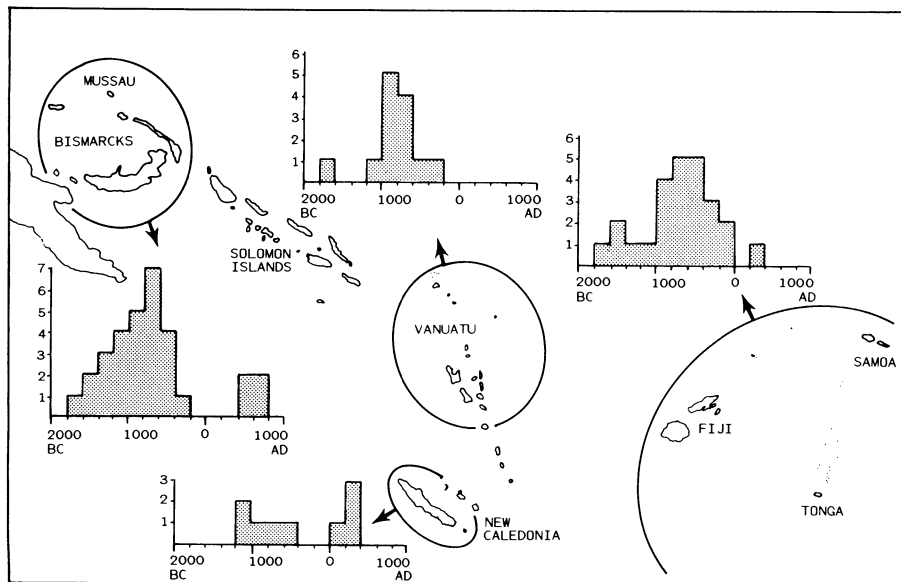 MUSSAU
BISMARCKS
SOLOMON
ISLANDS
6
5
4
3
2
1
2000 1000 0 1000
BC AD
6
5
4
3
2
1
2000 1000 0 1000
BC AD
VANUATU
SAMOA
FIJI
TONGA
7
6
5
4
3
2
1
2000 1000 0 1000
BC AD
3
2
1
2000 1000 0 1000
BC AD
NEW
CALEDONIA